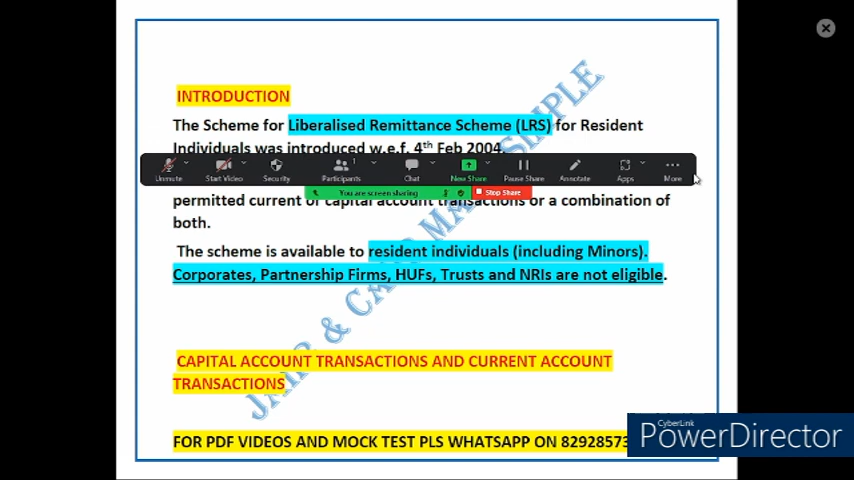 INTRODUCTION
The Scheme for Liberalised Remittance Scheme (LRS) for Resident
Individuals was introduced w.e.f. 4th Feb 2004.
Unmute Start Video Security Participants 1 Chat New Share Pause Share Annotate Apps More
You are screen sharing Stop Share
permitted current or capital account transactions or a combination of
both.
The scheme is available to resident individuals (including Minors).
Corporates, Partnership Firms, HUFs, Trusts and NRIs are not eligible.
CAPITAL ACCOUNT TRANSACTIONS AND CURRENT ACCOUNT
TRANSACTIONS
FOR PDF VIDEOS AND MOCK TEST PLS WHATSAPP ON 82928573
CyberLink
PowerDirector